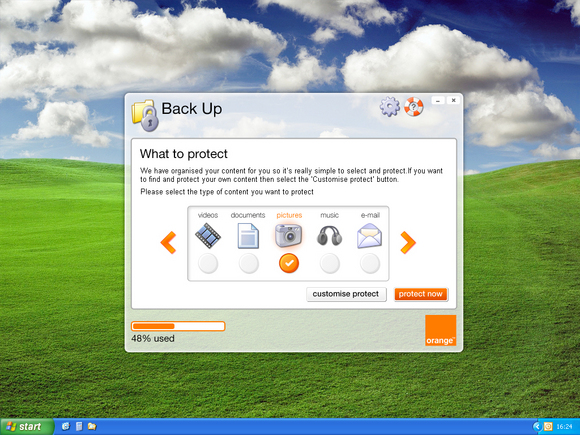 Back Up
What to protect
We have organised your content for you so it's really simple to select and protect.If you want
to find and protect your own content then select the 'Customise protect' button.
Please select the type of content you want to protect
videos documents pictures music e-mail
customise protect protect now
48% used
orange™
start 16:24